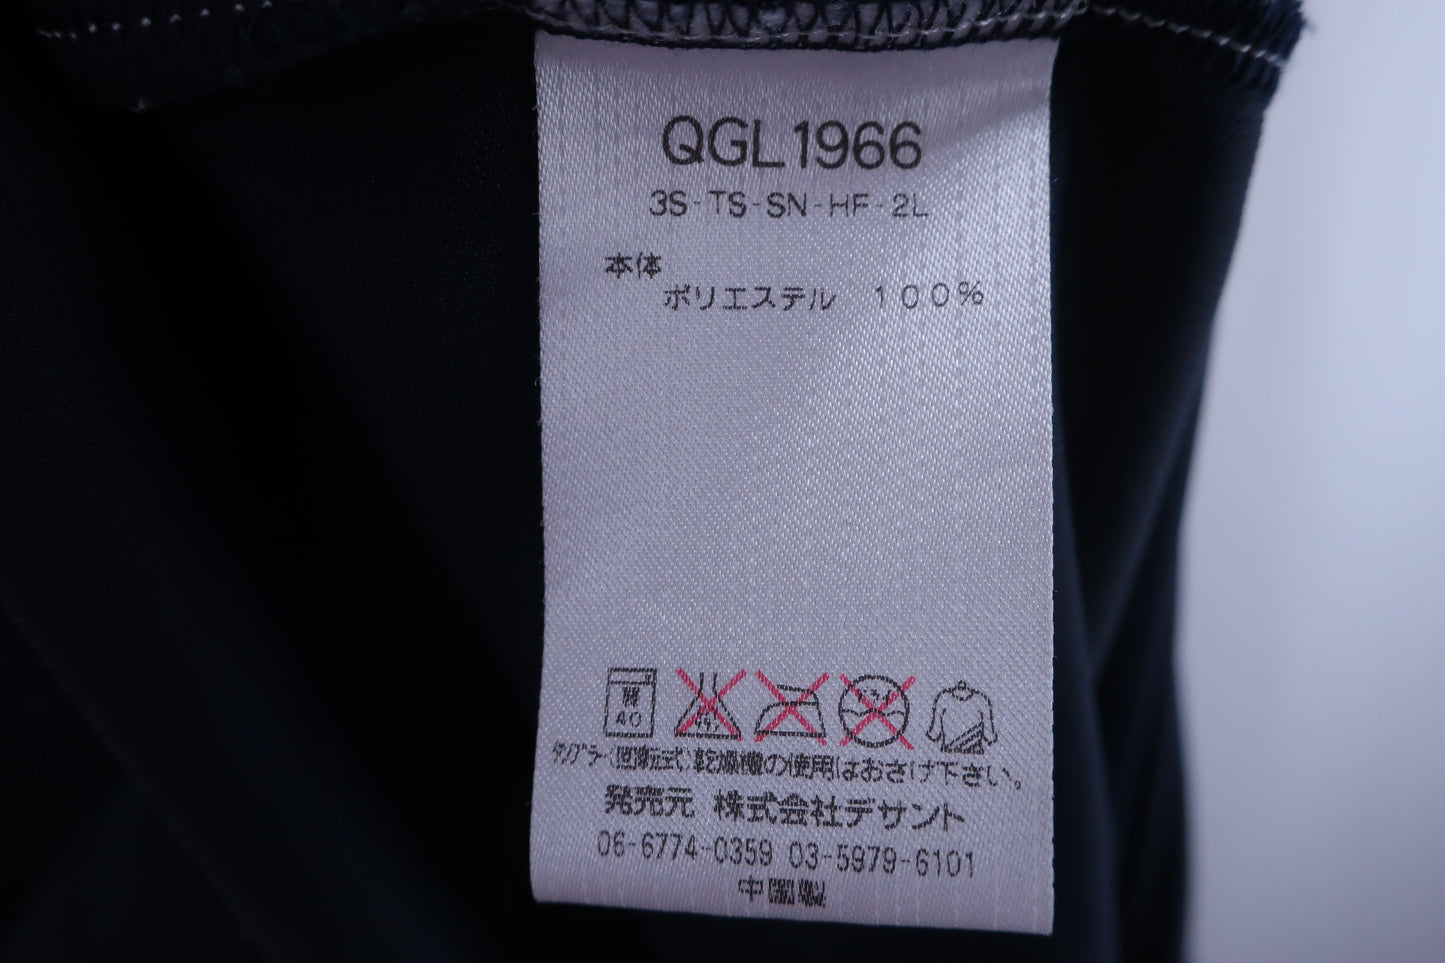 QGL1966
3S-TS-SN-HF-2L
本体
ポリエステル 100%
弱
40
タンブラー(回転式)乾燥機の使用はおさけ下さい。
発売元 株式会社デサント
06-6774-0359 03-5979-6101
中国製